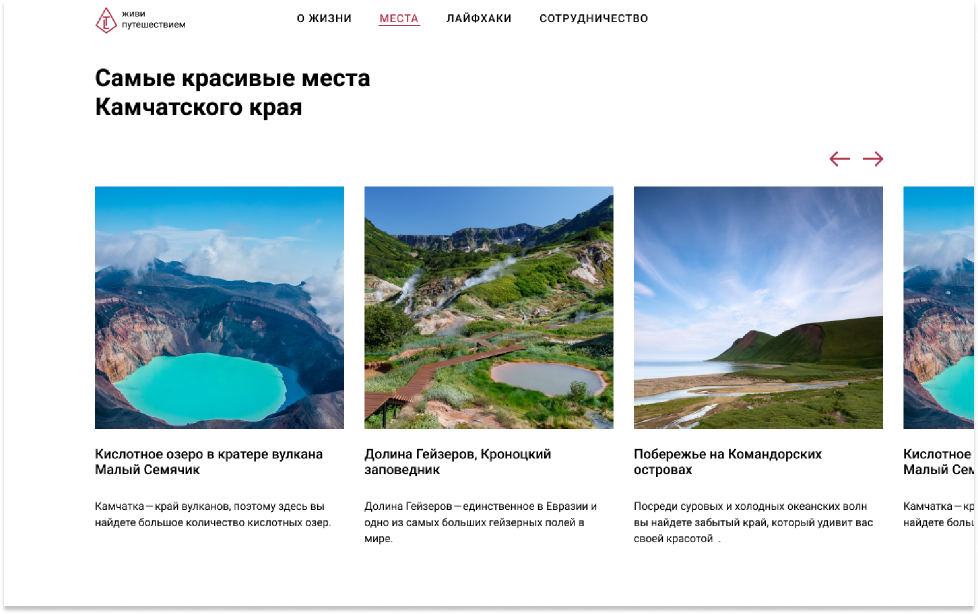 живи
путешествием
О ЖИЗНИ МЕСТА ЛАЙФХАКИ СОТРУДНИЧЕСТВО
Самые красивые места
Камчатского края
Кислотное озеро в кратере вулкана
Малый Семячик
Камчатка — край вулканов, поэтому здесь вы
найдете большое количество кислотных озер.
Долина Гейзеров, Кроноцкий
заповедник
Долина Гейзеров — единственное в Евразии и
одно из самых больших гейзерных полей в
мире.
Побережье на Командорских
островах
Посреди суровых и холодных океанских волн
вы найдете забытый край, который удивит вас
своей красотой .
Кислотное
Малый Сем
Камчатка — кр
найдете боль